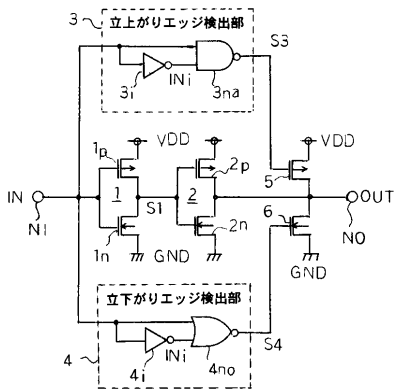 3
立上がりエッジ検出部
S3
3i
INi
3na
VDD
VDD
1p
2p
5
IN
1
S1
2
OUT
NI
6
NO
1n
GND
2n
GND
立下がりエッジ検出部
4
INi
S4
4i
4no